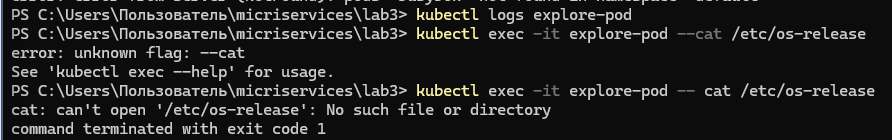 PS C:\Users\Пользователь\micriservices\lab3> kubectl logs explore-pod
PS C:\Users\Пользователь\micriservices\lab3> kubectl exec -it explore-pod --cat /etc/os-release
error: unknown flag: --cat
See 'kubectl exec --help' for usage.
PS C:\Users\Пользователь\micriservices\lab3> kubectl exec -it explore-pod -- cat /etc/os-release
cat: can't open '/etc/os-release': No such file or directory
command terminated with exit code 1